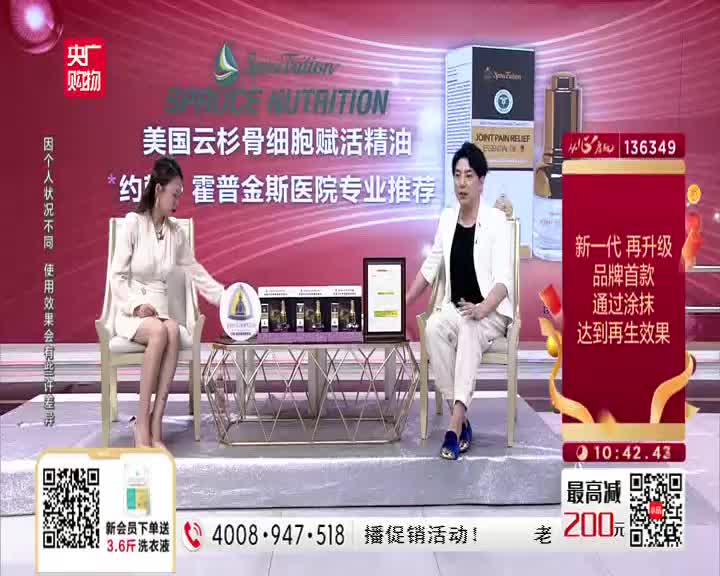 央广
购物
Spruce Nutrition
SPRUCE NUTRITION
美国云杉骨细胞赋活精油
*约
霍普金斯医院专业推荐
JOINT PAIN RELIEF
ESSENTIAL OIL
因个人状况不同 使用效果会有些许差异
136349
新一代 再升级
品牌首款
通过涂抹
达到再生效果
10:42.43
新会员下单送
3.6斤 洗衣液
4008·947·518
播促销活动! 老
最高减
200元